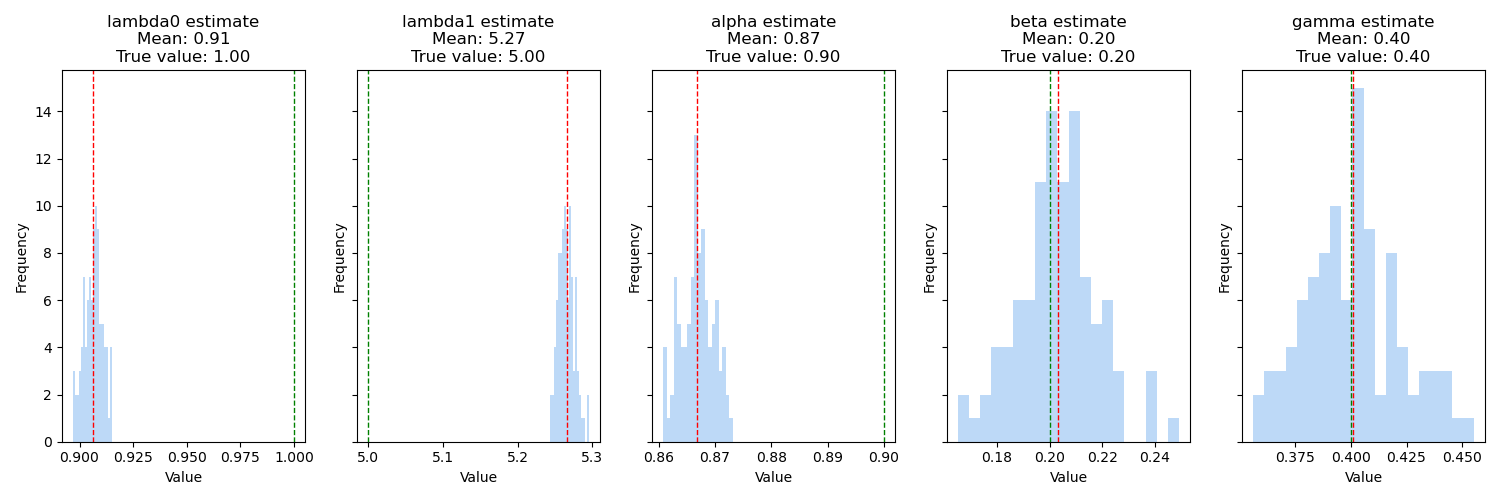 lambda0 estimate
Mean: 0.91
True value: 1.00
lambda1 estimate
Mean: 5.27
True value: 5.00
alpha estimate
Mean: 0.87
True value: 0.90
beta estimate
Mean: 0.20
True value: 0.20
gamma estimate
Mean: 0.40
True value: 0.40
14
12
10
8
6
4
2
0
Frequency
Frequency
Frequency
Frequency
Frequency
0.900 0.925 0.950 0.975 1.000
5.0 5.1 5.2 5.3
0.86 0.87 0.88 0.89 0.90
0.18 0.20 0.22 0.24
0.375 0.400 0.425 0.450
Value
Value
Value
Value
Value